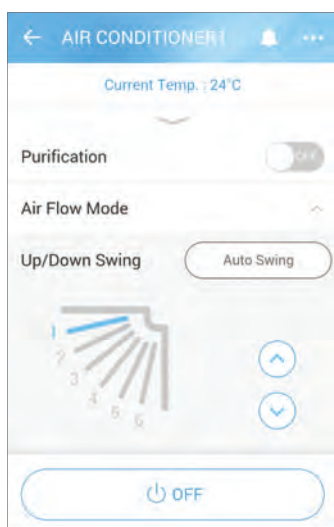 AIR CONDITIONER
Current Temp. : 24°C
Purification
OFF
Air Flow Mode
Up/Down Swing
Auto Swing
1
2
3
4
5
6
OFF